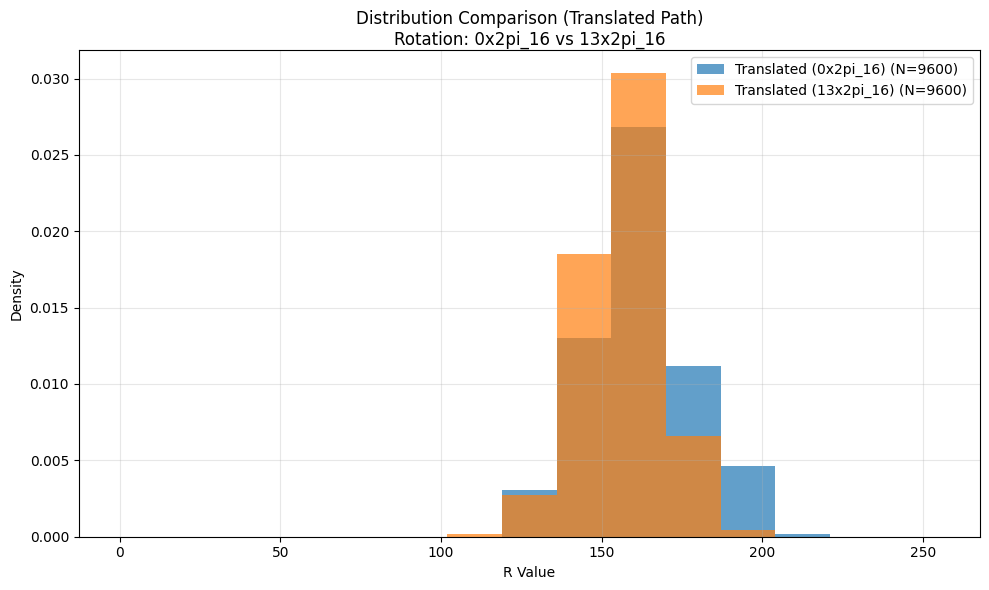 Distribution Comparison (Translated Path)
Rotation: 0x2pi_16 vs 13x2pi_16
Translated (0x2pi_16) (N=9600)
Translated (13x2pi_16) (N=9600)
Density
0.030
0.025
0.020
0.015
0.010
0.005
0.000
0 50 100 150 200 250
R Value